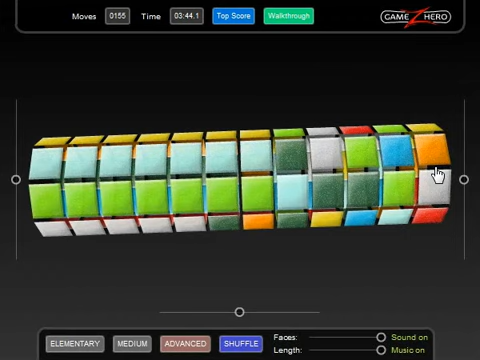 Moves 0155 Time 03:44.1 Top Score Walkthrough GAMEZHERO
ELEMENTARY MEDIUM ADVANCED SHUFFLE
Faces: Sound on
Length: Music on